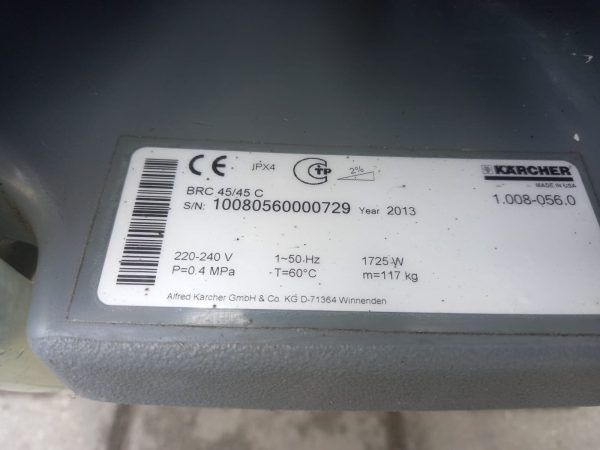 CE IPX4 2% KÄRCHER
MADE IN USA
BRC 45/45 C 1.008-056.0
S/N: 10080560000729 Year 2013
220-240 V 1~50 Hz 1725 W
P=0.4 MPa T=60°C m=117 kg
Alfred Kärcher GmbH & Co. KG D-71364 Winnenden